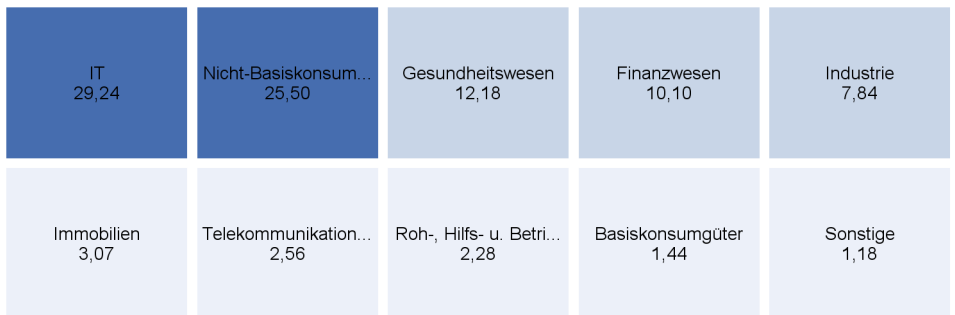 IT
29,24
Nicht-Basiskonsum...
25,50
Gesundheitswesen
12,18
Finanzwesen
10,10
Industrie
7,84
Immobilien
3,07
Telekommunikation...
2,56
Roh-, Hilfs- u. Betri...
2,28
Basiskonsumgüter
1,44
Sonstige
1,18